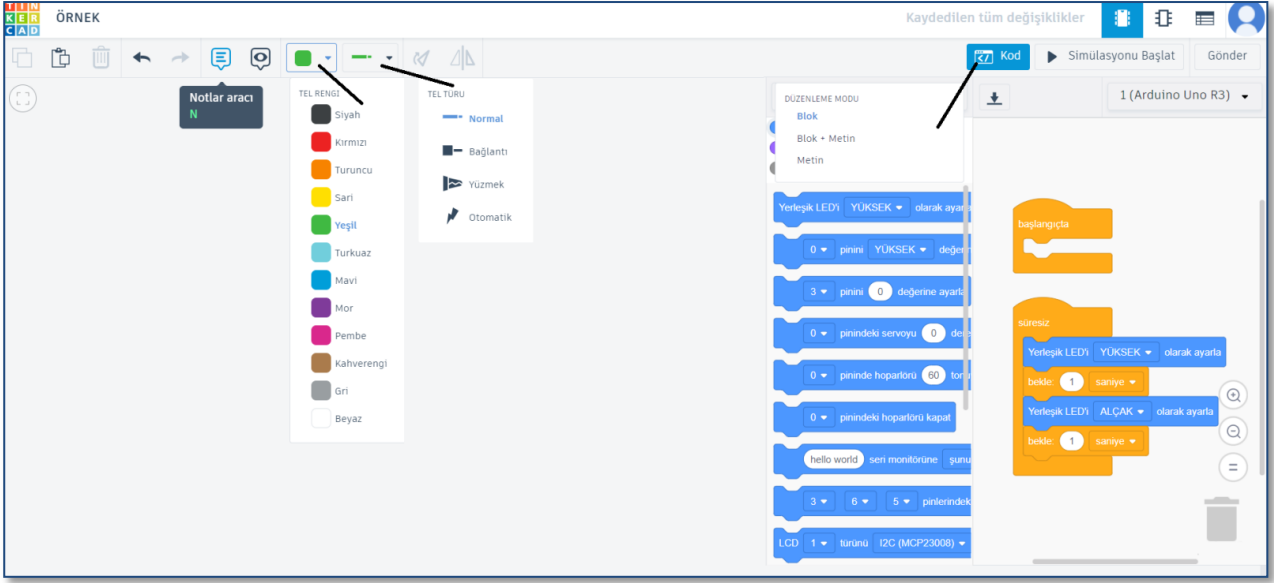 TIN
KER
CAD
ÖRNEK
Kaydedilen tüm değişiklikler
Kod
Simülasyonu Başlat
Gönder
Notlar aracı
N
TEL RENGİ
Siyah
Kırmızı
Turuncu
Sari
Yeşil
Turkuaz
Mavi
Mor
Pembe
Kahverengi
Gri
Beyaz
TEL TÜRÜ
Normal
Bağlantı
Yüzmek
Otomatik
DÜZENLEME MODU
Blok
Blok + Metin
Metin
1 (Arduino Uno R3)
Yerleşik LED'i YÜKSEK olarak ayarla
0 pinini YÜKSEK değerin
3 pinini 0 değerine ayarla
0 pinindeki servoyu 0 dere
0 pininde hoparlörü 60 tonu
0 pinindeki hoparlörü kapat
hello world seri monitörüne şunu
3 6 5 pinlerindek
LCD 1 türünü I2C (MCP23008)
başlangıçta
süresiz
Yerleşik LED'i YÜKSEK olarak ayarla
bekle: 1 saniye
Yerleşik LED'i ALÇAK olarak ayarla
bekle: 1 saniye